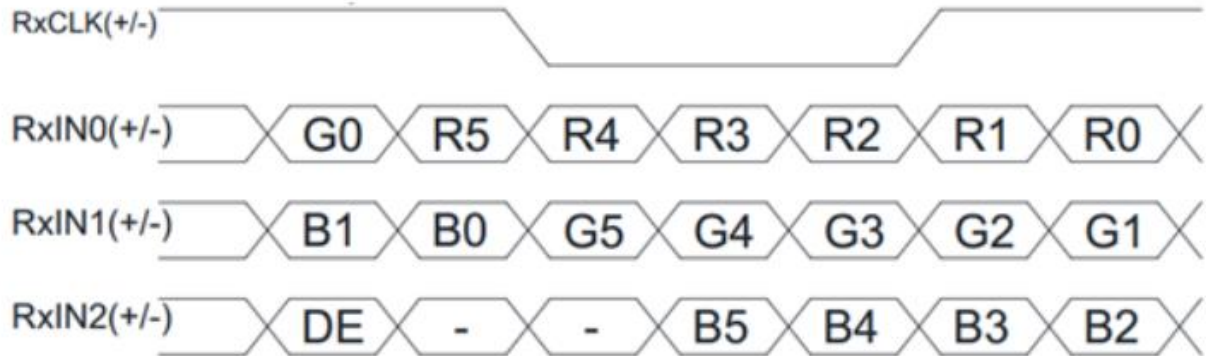 RxCLK(+/-)
RxIN0(+/-) G0 R5 R4 R3 R2 R1 R0
RxIN1(+/-) B1 B0 G5 G4 G3 G2 G1
RxIN2(+/-) DE - - B5 B4 B3 B2